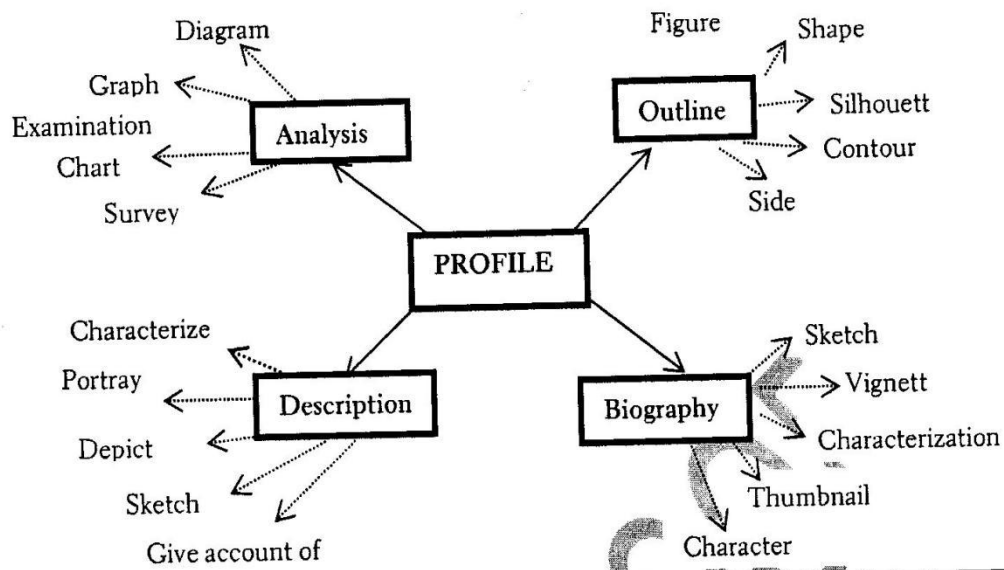 Diagram
Graph
Examination
Chart
Survey
Analysis
Figure
Shape
Silhouett
Contour
Side
Outline
PROFILE
Characterize
Portray
Depict
Sketch
Give account of
Description
Sketch
Vignett
Characterization
Thumbnail
Character
Biography